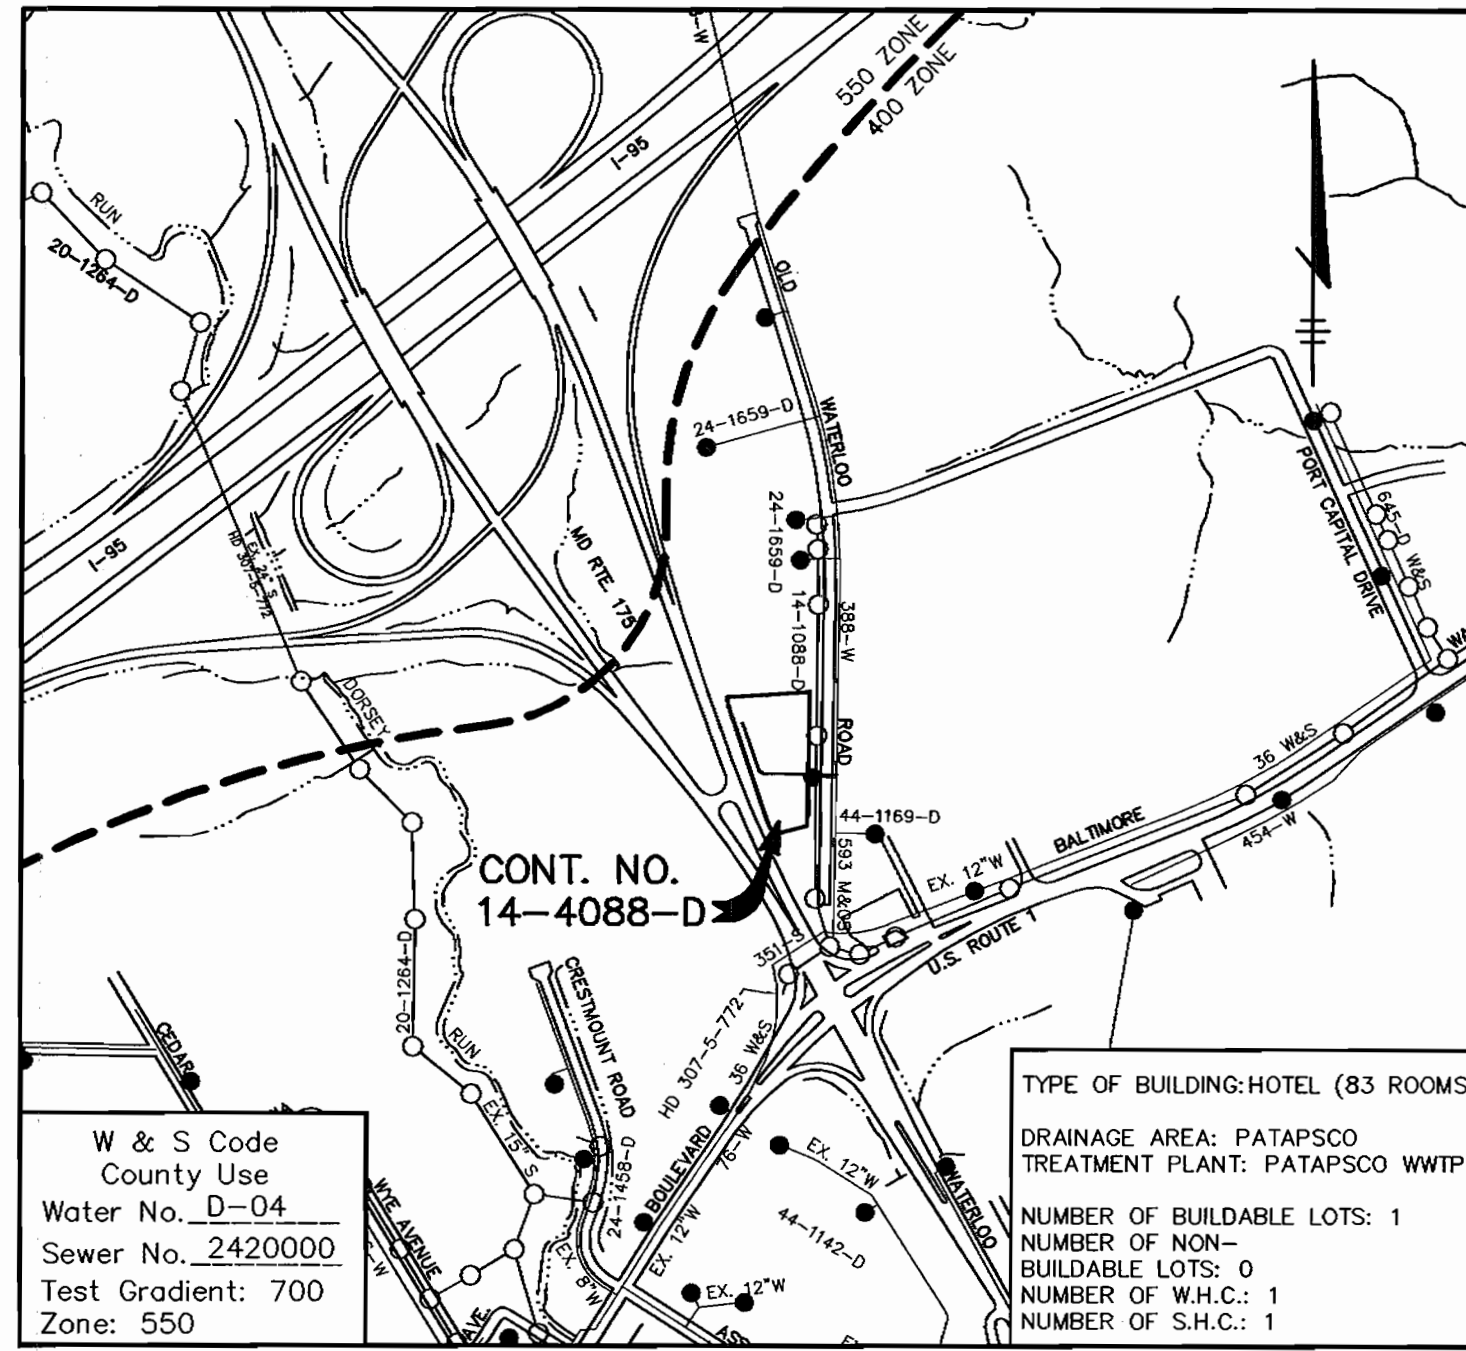 550 ZONE
400 ZONE
I-95
RUN
20-1264-D
OLD
24-1659-D
WATERLOO
24-1659-D
PORT CAPITAL DRIVE
645-D W&S
I-95
EX. 24" S
HD 307-5-772
MD RTE. 175
14-1088-D
388-W
DORSEY
ROAD
36 W&S
44-1169-D
BALTIMORE
454-W
593 M&OS
EX. 12"W
CONT. NO.
14-4088-D
351-S
U.S. ROUTE 1
20-1264-D
CRESTMOUNT ROAD
CEDAR
RUN
HD 307-5-772
36 W&S
EX. 15" S
24-1458-D
BOULEVARD
76-W
EX. 12"W
WATERLOO
44-1142-D
WYE AVENUE
EX. 12"W
EX. 8"W
EX. 12"W
AVE.
ASS
W & S Code
County Use
Water No. D-04
Sewer No. 2420000
Test Gradient: 700
Zone: 550
TYPE OF BUILDING: HOTEL (83 ROOMS
DRAINAGE AREA: PATAPSCO
TREATMENT PLANT: PATAPSCO WWTP
NUMBER OF BUILDABLE LOTS: 1
NUMBER OF NON-
BUILDABLE LOTS: 0
NUMBER OF W.H.C.: 1
NUMBER OF S.H.C.: 1